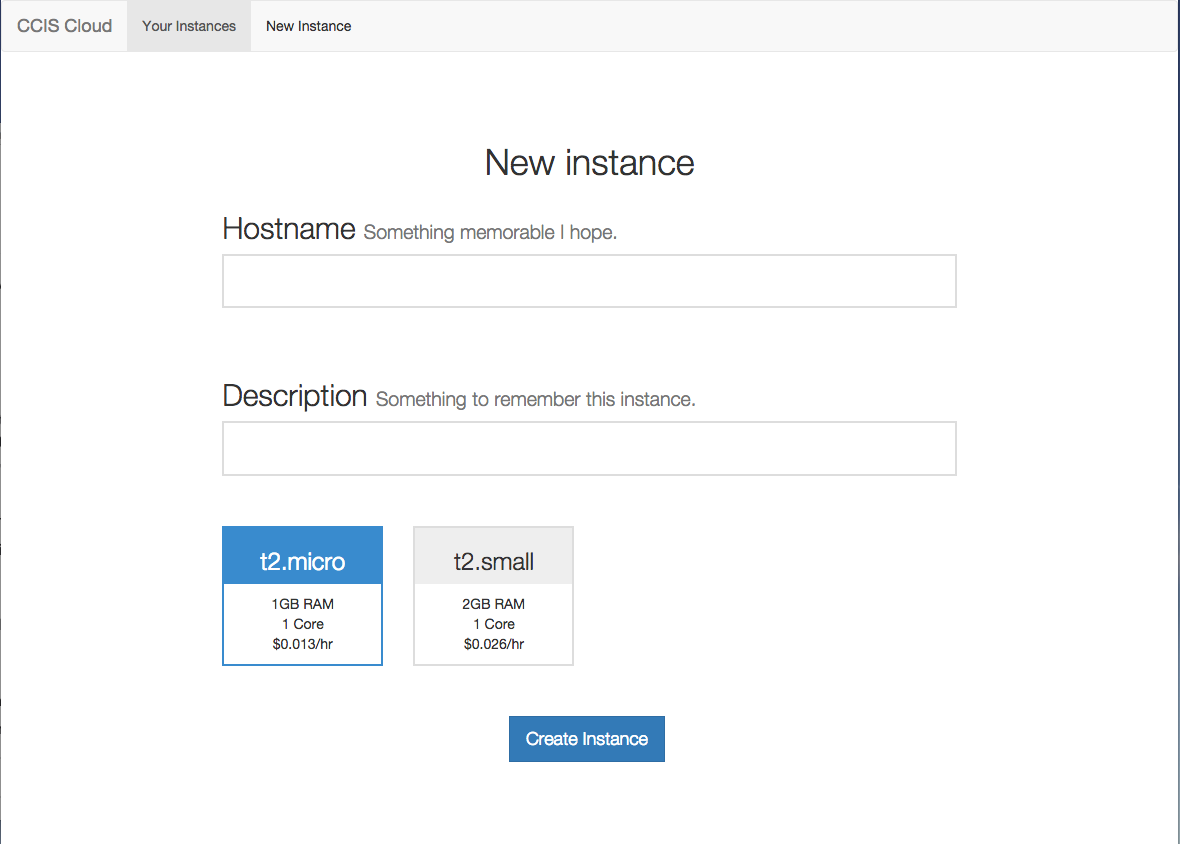 CCIS Cloud Your Instances New Instance
New instance
Hostname Something memorable I hope.
Description Something to remember this instance.
t2.micro
1GB RAM
1 Core
$0.013/hr
t2.small
2GB RAM
1 Core
$0.026/hr
Create Instance